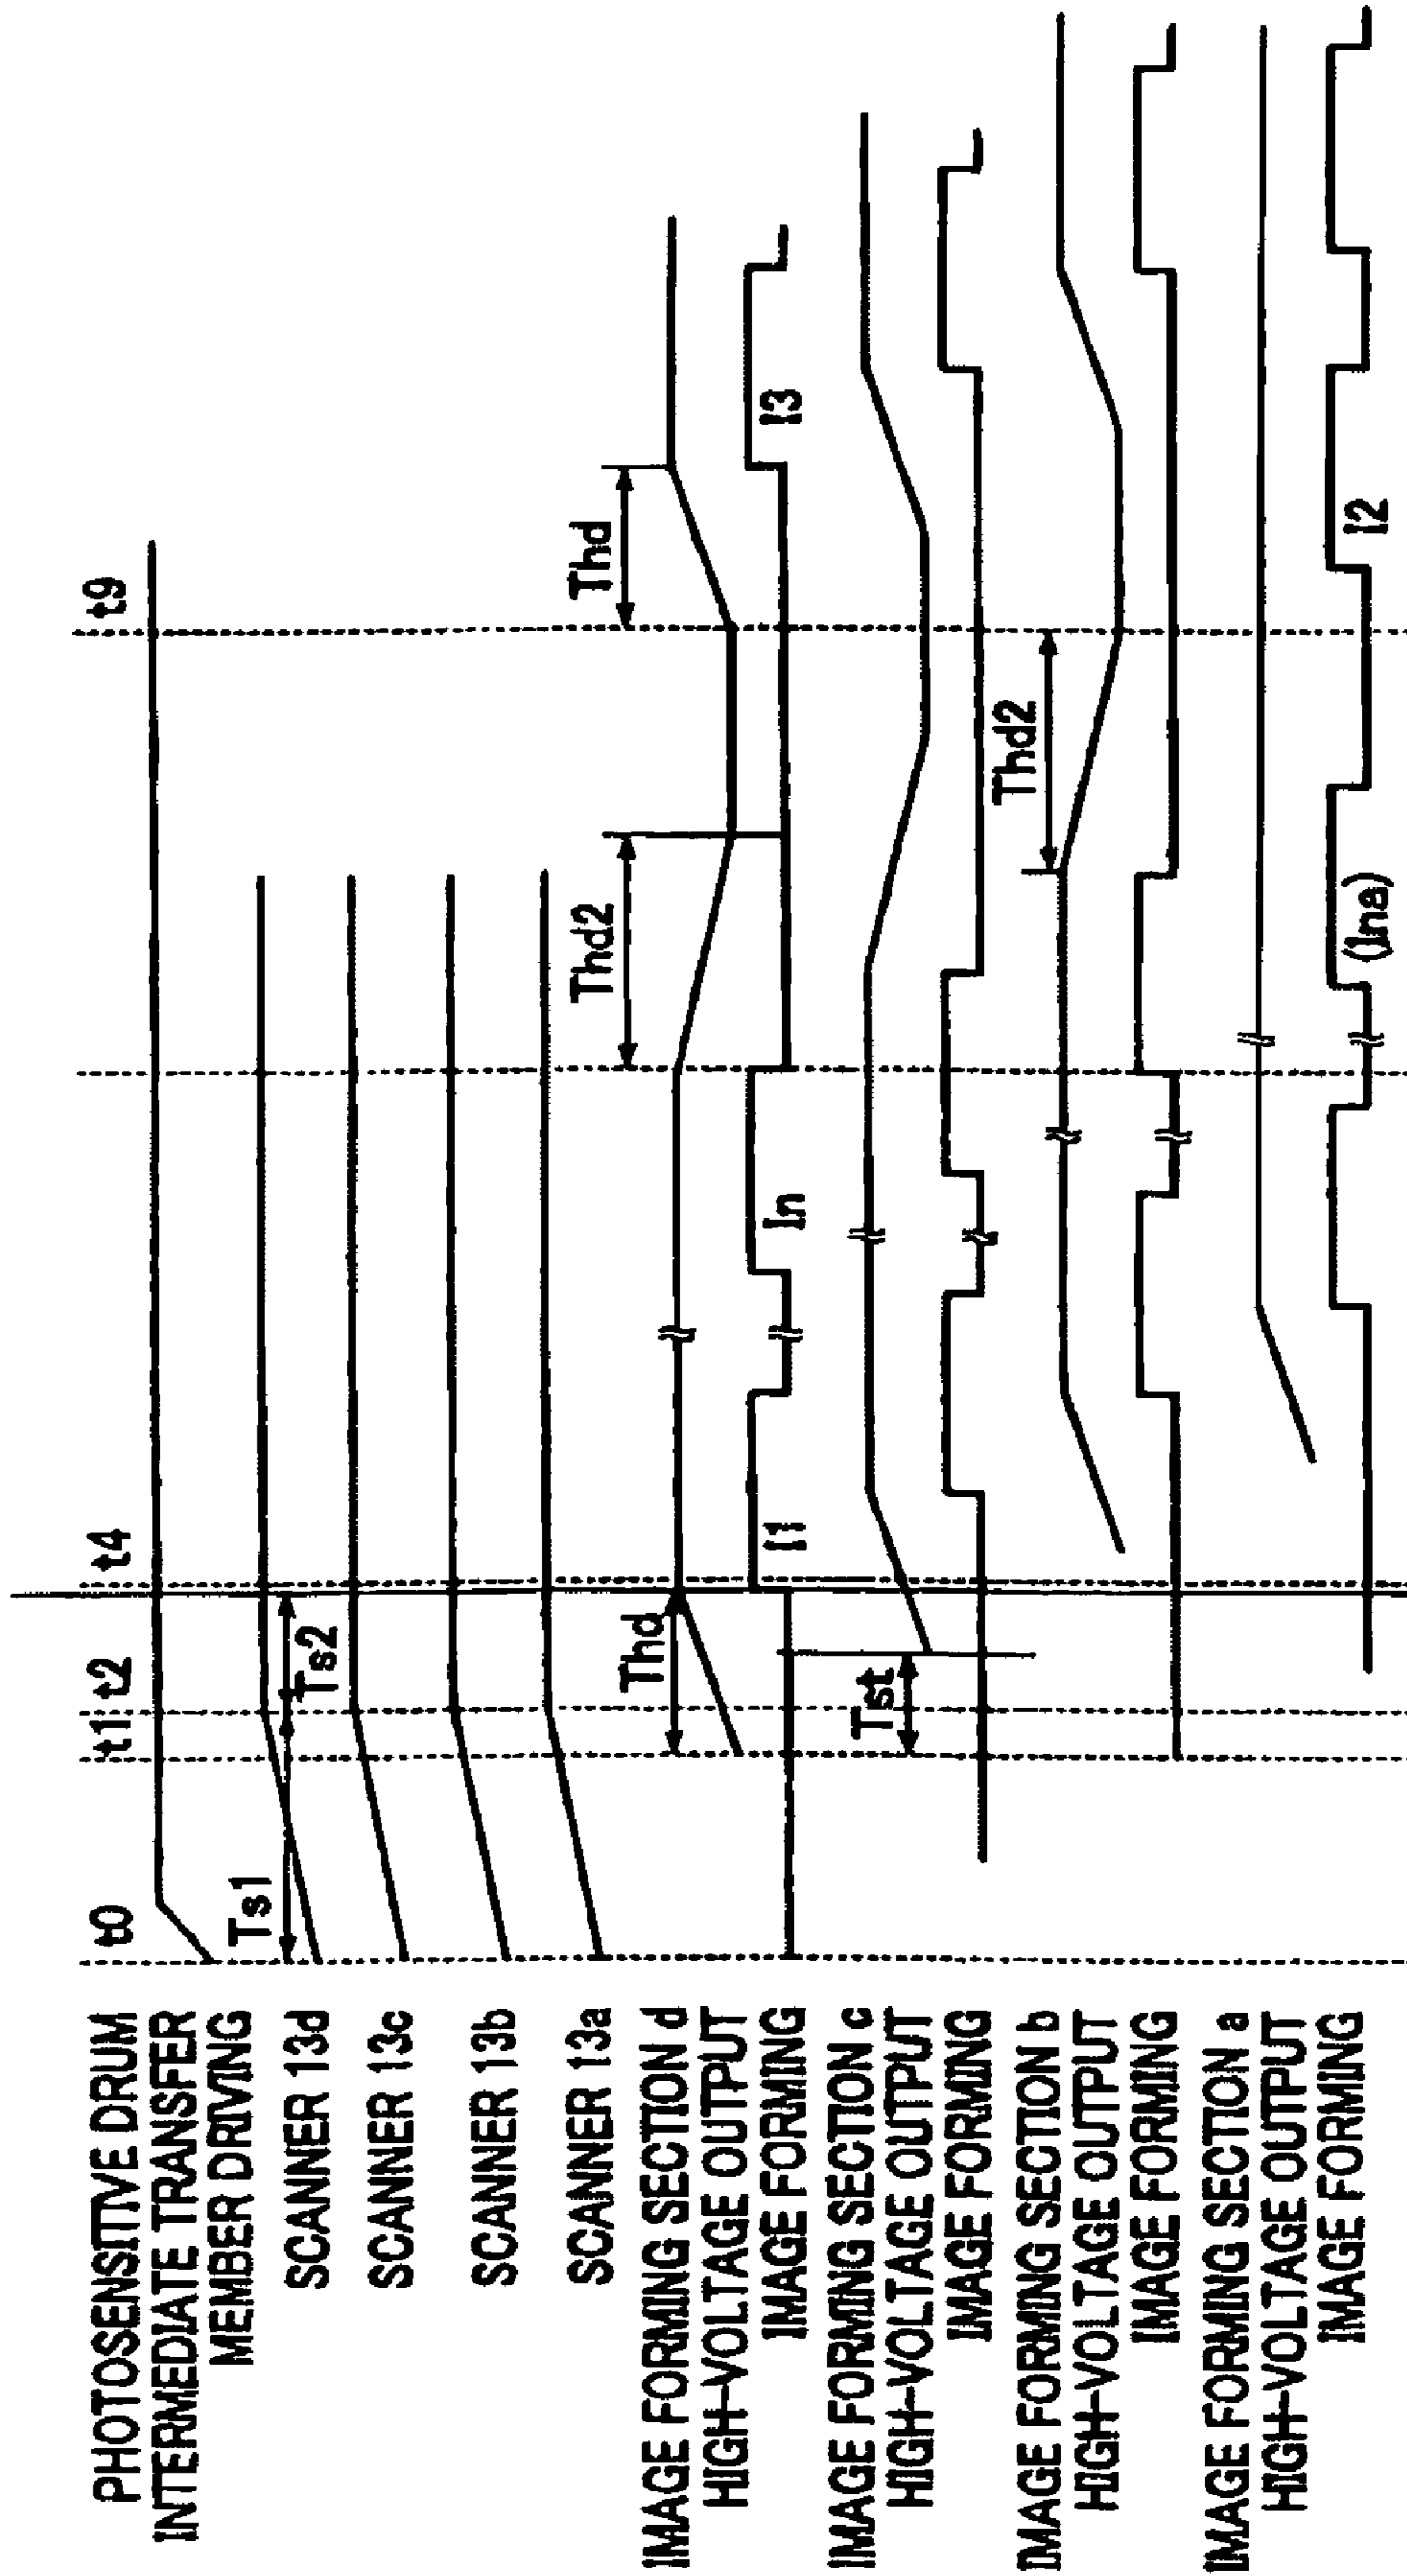 t0
t1
t2
t4
t9
PHOTOSENSITIVE DRUM
INTERMEDIATE TRANSFER
MEMBER DRIVING
Ts1
Ts2
SCANNER 13d
SCANNER 13c
SCANNER 13b
SCANNER 13a
IMAGE FORMING SECTION d
HIGH-VOLTAGE OUTPUT
Thd
Thd2
Thd
IMAGE FORMING
I1
In
I3
IMAGE FORMING SECTION c
HIGH-VOLTAGE OUTPUT
Tst
IMAGE FORMING
IMAGE FORMING SECTION b
HIGH-VOLTAGE OUTPUT
Thd2
IMAGE FORMING
IMAGE FORMING SECTION a
HIGH-VOLTAGE OUTPUT
IMAGE FORMING
(Ina)
I2